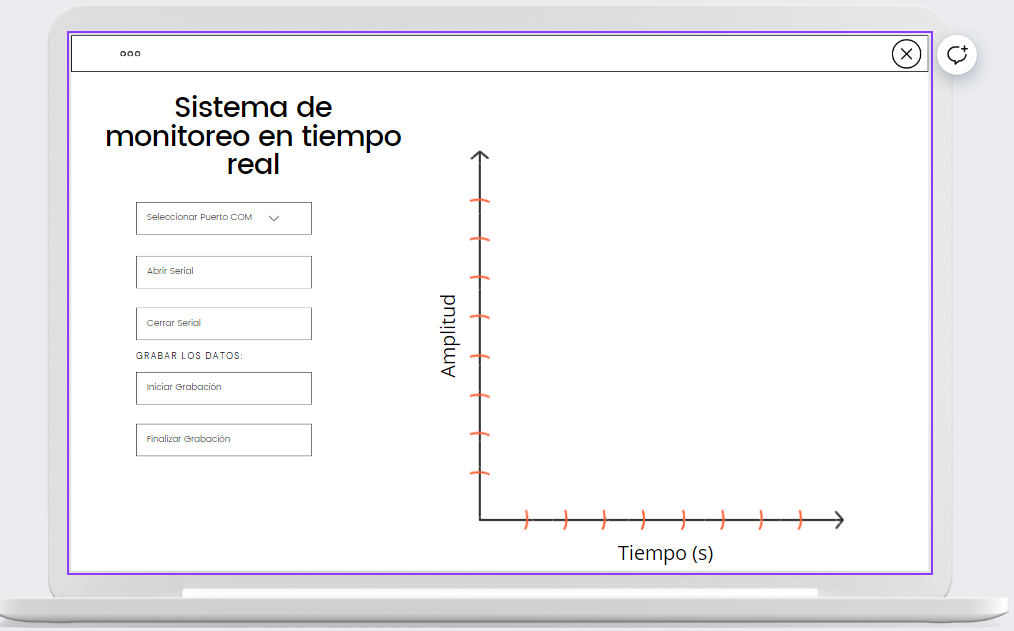 Sistema de
monitoreo en tiempo
real
Seleccionar Puerto COM
Abrir Serial
Cerrar Serial
GRABAR LOS DATOS:
Iniciar Grabación
Finalizar Grabación
Amplitud
Tiempo (s)